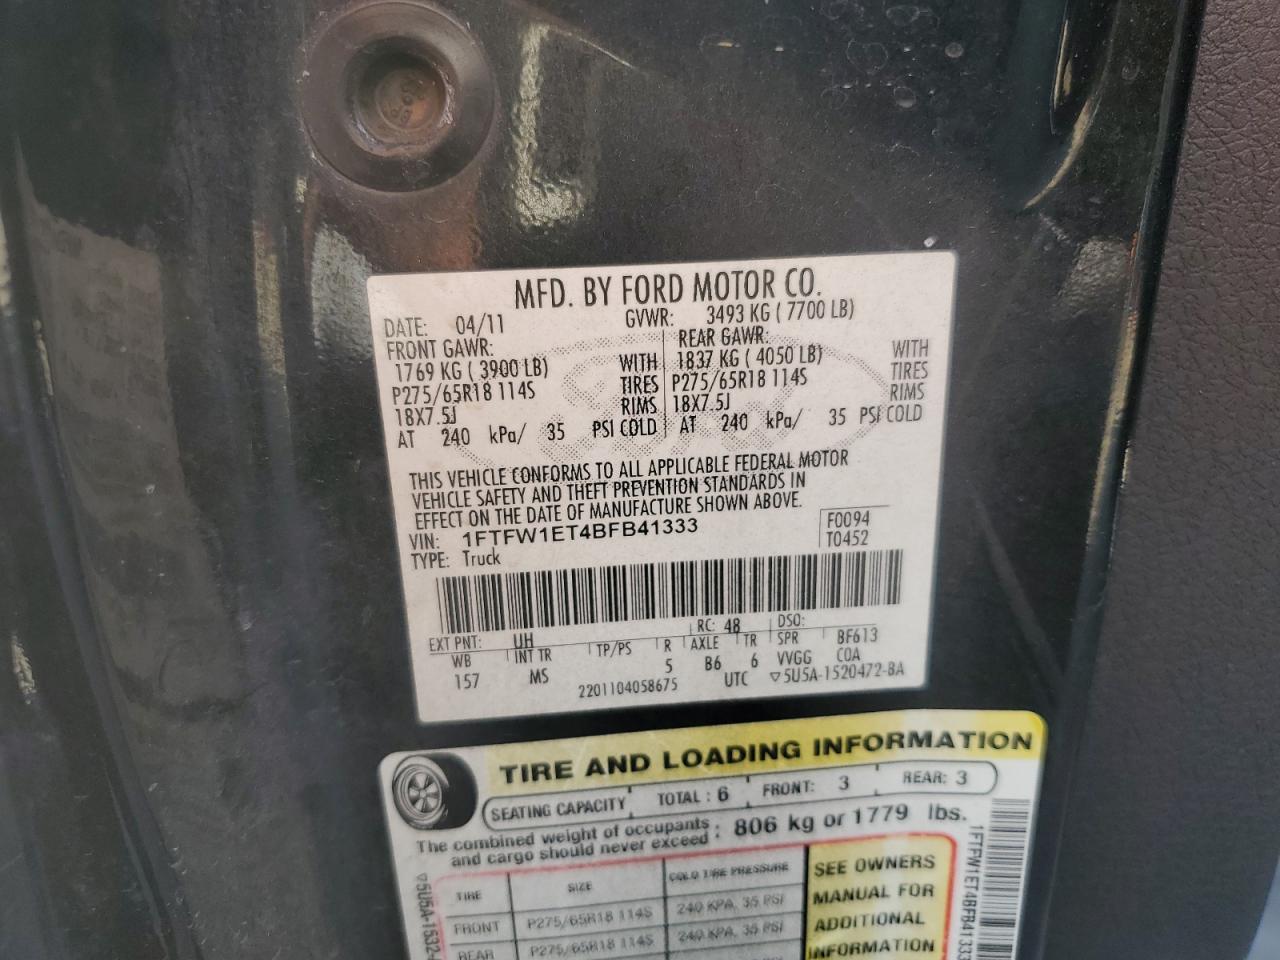 MFD. BY FORD MOTOR CO.
DATE: 04/11 GVWR: 3493 KG ( 7700 LB)
FRONT GAWR: REAR GAWR:
1769 KG ( 3900 LB) WITH 1837 KG ( 4050 LB) WITH
P275/65R18 114S TIRES P275/65R18 114S TIRES
18X7.5J RIMS 18X7.5J RIMS
AT 240 kPa/ 35 PSI COLD AT 240 kPa/ 35 PSI COLD
THIS VEHICLE CONFORMS TO ALL APPLICABLE FEDERAL MOTOR
VEHICLE SAFETY AND THEFT PREVENTION STANDARDS IN
EFFECT ON THE DATE OF MANUFACTURE SHOWN ABOVE.
VIN: 1FTFW1ET4BFB41333 F0094
TYPE: Truck T0452
EXT PNT: UH RC: 48 DSO:
WB INT TR TP/PS R AXLE TR SPR BF613
157 MS 5 B6 6 VVGG COA
2201104058675 UTC ▽5U5A-1520472-BA
TIRE AND LOADING INFORMATION
SEATING CAPACITY TOTAL : 6 FRONT: 3 REAR: 3
The combined weight of occupants : 806 kg or 1779 lbs.
and cargo should never exceed
TIRE SIZE COLD TIRE PRESSURE
FRONT P275/65R18 114S 240 KPA, 35 PSI
REAR P275/65R18 114S 240 KPA, 35 PSI
SEE OWNERS
MANUAL FOR
ADDITIONAL
INFORMATION
1FTFW1ET4BFB41333
▽5U5A-1532